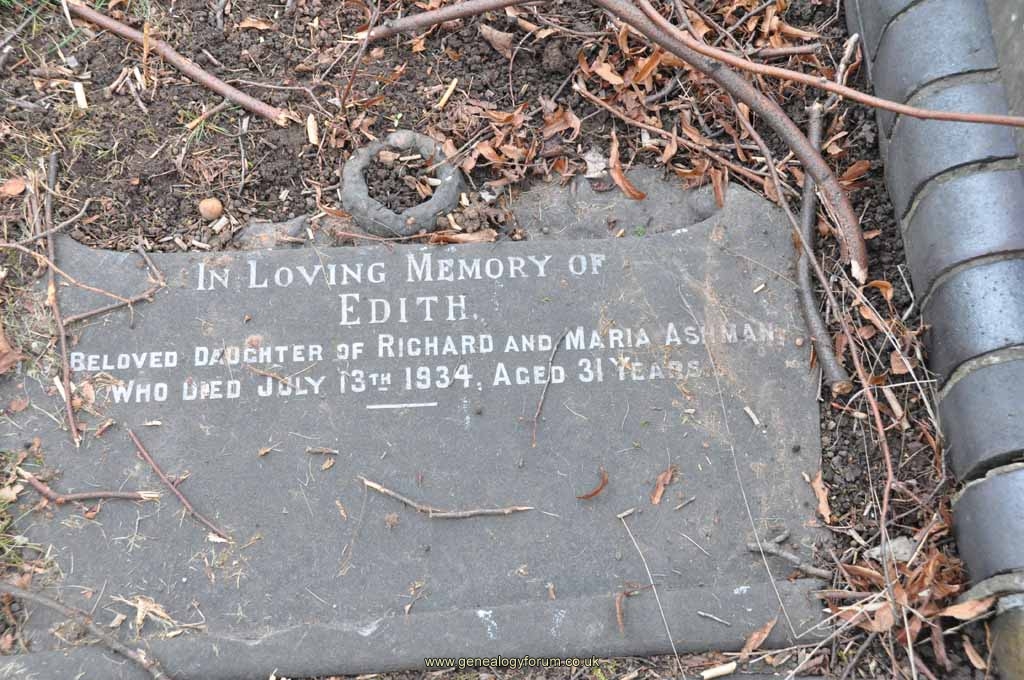 In Loving Memory of
Edith.
Beloved Daughter of Richard and Maria Ashman,
Who Died July 13th 1934, Aged 31 Years.
www.genealogyforum.co.uk